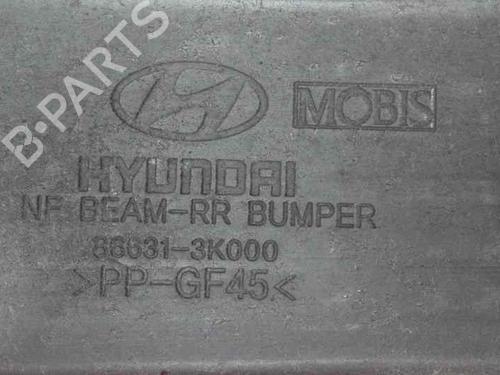 B-PARTS
MOBIS
HYUNDAI
NF BEAM-RR BUMPER
86631-3K000
>PP-GF45<